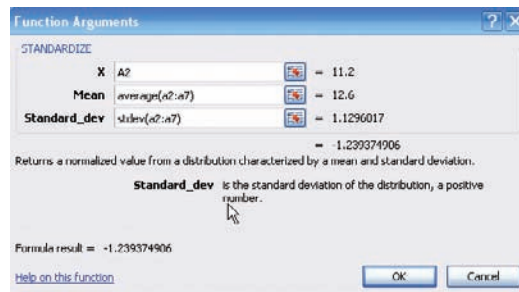 Function Arguments
STANDARDIZE
X A2 = 11.2
Mean average(a2:a7) = 12.6
Standard_dev stdev(a2:a7) = 1.1296017
= -1.239374906
Returns a normalized value from a distribution characterized by a mean and standard deviation.
Standard_dev is the standard deviation of the distribution, a positive
number.
Formula result = -1.239374906
Help on this function OK Cancel